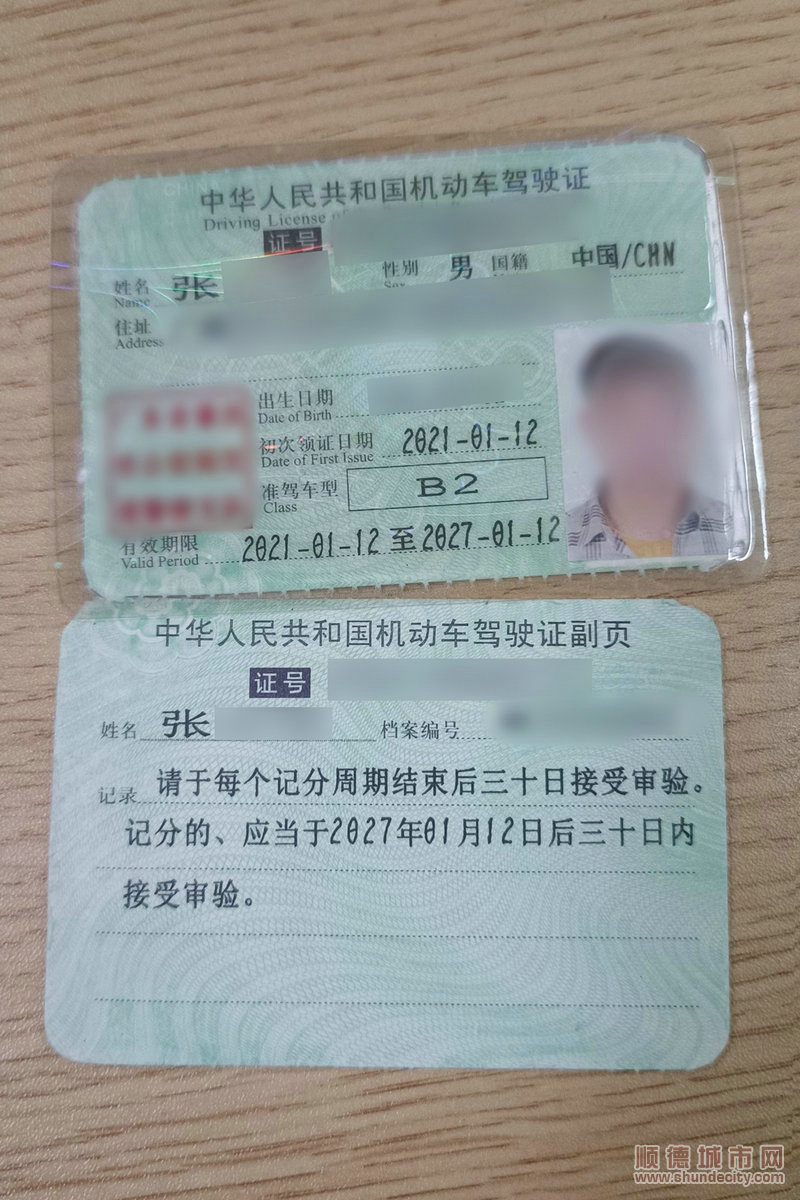 中华人民共和国机动车驾驶证
Driving License
证号
姓名 张 性别 男 国籍 中国/CHN
Name Sex
住址
Address
出生日期
Date of Birth
初次领证日期 2021-01-12
Date of First Issue
准驾车型 B2
Class
有效期限 2021-01-12 至 2027-01-12
Valid Period
中华人民共和国机动车驾驶证副页
证号
姓名 张 档案编号
记录 请于每个记分周期结束后三十日接受审验。
记分的、应当于2027年01月12日后三十日内
接受审验。
顺德城市网
www.shundecity.com